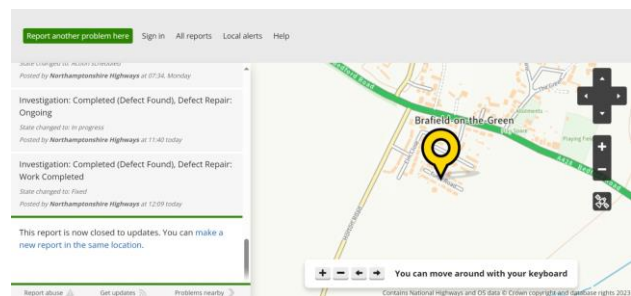 Report another problem here Sign in All reports Local alerts Help
State changed to: Action scheduled
Posted by Northamptonshire Highways at 07:34, Monday
Investigation: Completed (Defect Found), Defect Repair:
Ongoing
State changed to: In progress
Posted by Northamptonshire Highways at 11:40 today
Investigation: Completed (Defect Found), Defect Repair:
Work Completed
State changed to: Fixed
Posted by Northamptonshire Highways at 12:09 today
This report is now closed to updates. You can make a
new report in the same location.
Report abuse Get updates Problems nearby
Bedford Road
Brafield-on-the-Green
Allotments
Playing Field
You can move around with your keyboard
Contains National Highways and OS data © Crown copyright and database rights 2023